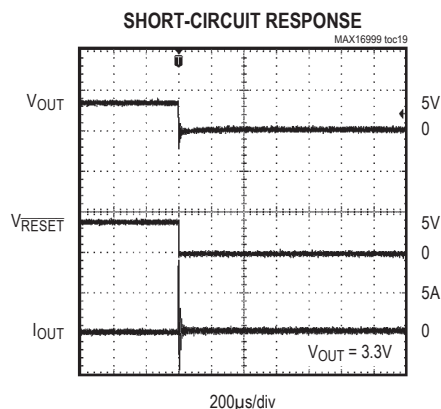 SHORT-CIRCUIT RESPONSE
MAX16999 toc19
T
VOUT
5V
0
VRESET
5V
0
5A
IOUT
0
VOUT = 3.3V
200µs/div